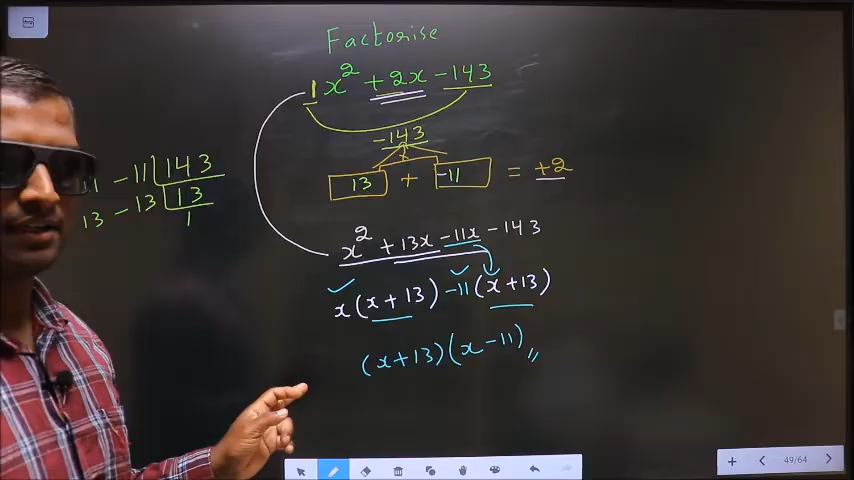 Factorise
1x² + 2x - 143
-143
x
13 + -11 = +2
11 - 11 | 143
13 - 13 | 13
1
x² + 13x - 11x - 143
x(x + 13) -11(x + 13)
(x + 13)(x - 11)„
49/64